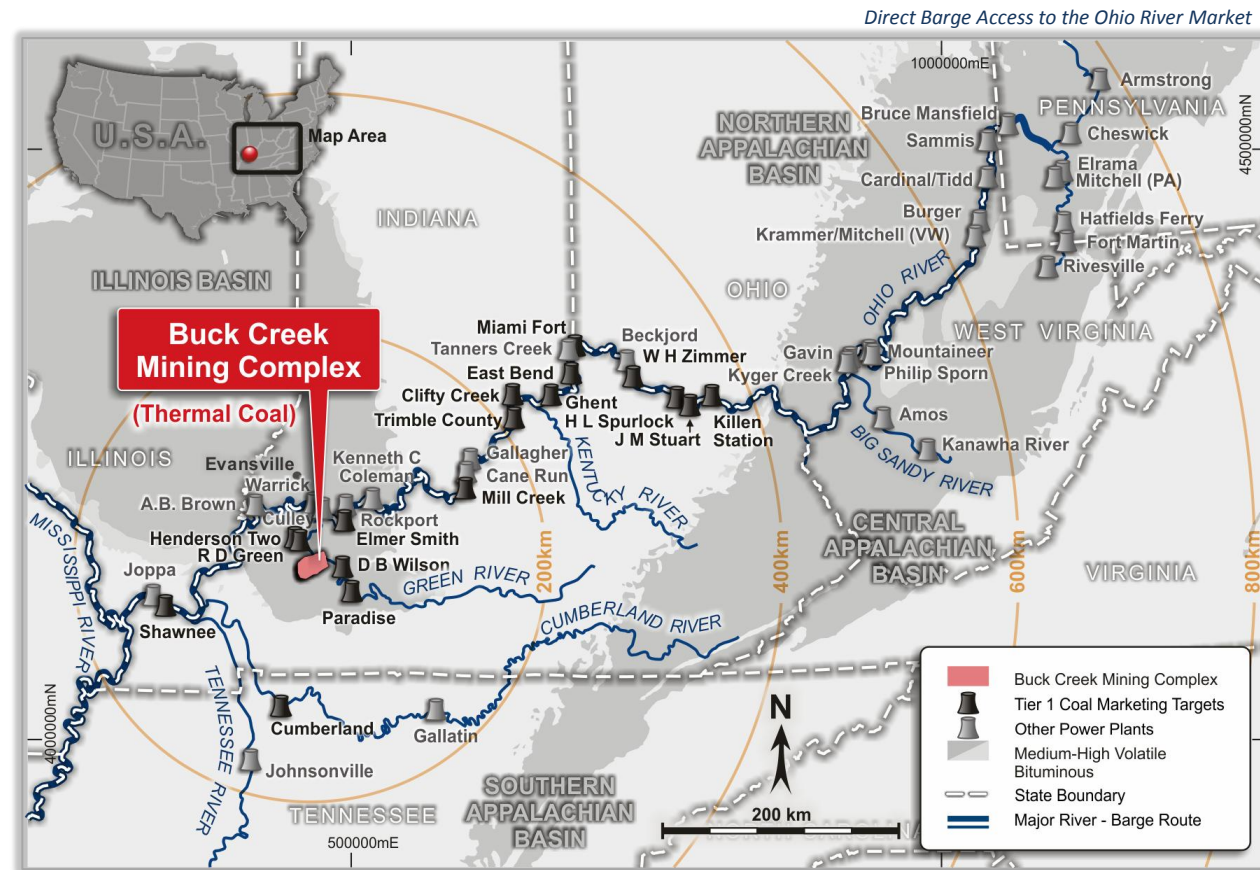 Direct Barge Access to the Ohio River Market
1000000mE
Armstrong
PENNSYLVANIA
Bruce Mansfield
Sammis
Cheswick
4500000mN
U.S.A.
Map Area
NORTHERN
APPALACHIAN
BASIN
Elrama
Mitchell (PA)
Cardinal/Tidd
INDIANA
Burger
Hatfields Ferry
Krammer/Mitchell (VW)
Fort Martin
Rivesville
ILLINOIS BASIN
OHIO
OHIO RIVER
WEST VIRGINIA
Buck Creek
Mining Complex
(Thermal Coal)
Miami Fort
Tanners Creek
Beckjord
W H Zimmer
East Bend
Gavin
Kyger Creek
Mountaineer
Philip Sporn
Clifty Creek
Trimble County
Ghent
H L Spurlock
J M Stuart
Killen
Station
Amos
Kanawha River
BIG SANDY RIVER
KENTUCKY RIVER
ILLINOIS
Evansville
Warrick
A.B. Brown
Culley
Kenneth C
Coleman
Gallagher
Cane Run
Mill Creek
Rockport
Elmer Smith
Henderson Two
R D Green
D B Wilson
Paradise
GREEN RIVER
MISSISSIPPI RIVER
Joppa
Shawnee
CUMBERLAND RIVER
CENTRAL
APPALACHIAN
BASIN
VIRGINIA
200km
400km
600km
800km
TENNESSEE RIVER
Cumberland
Gallatin
Johnsonville
4000000mN
TENNESSEE
SOUTHERN
APPALACHIAN
BASIN
500000mE
N
200 km
NORTH CAROLINA
Buck Creek Mining Complex
Tier 1 Coal Marketing Targets
Other Power Plants
Medium-High Volatile
Bituminous
State Boundary
Major River - Barge Route